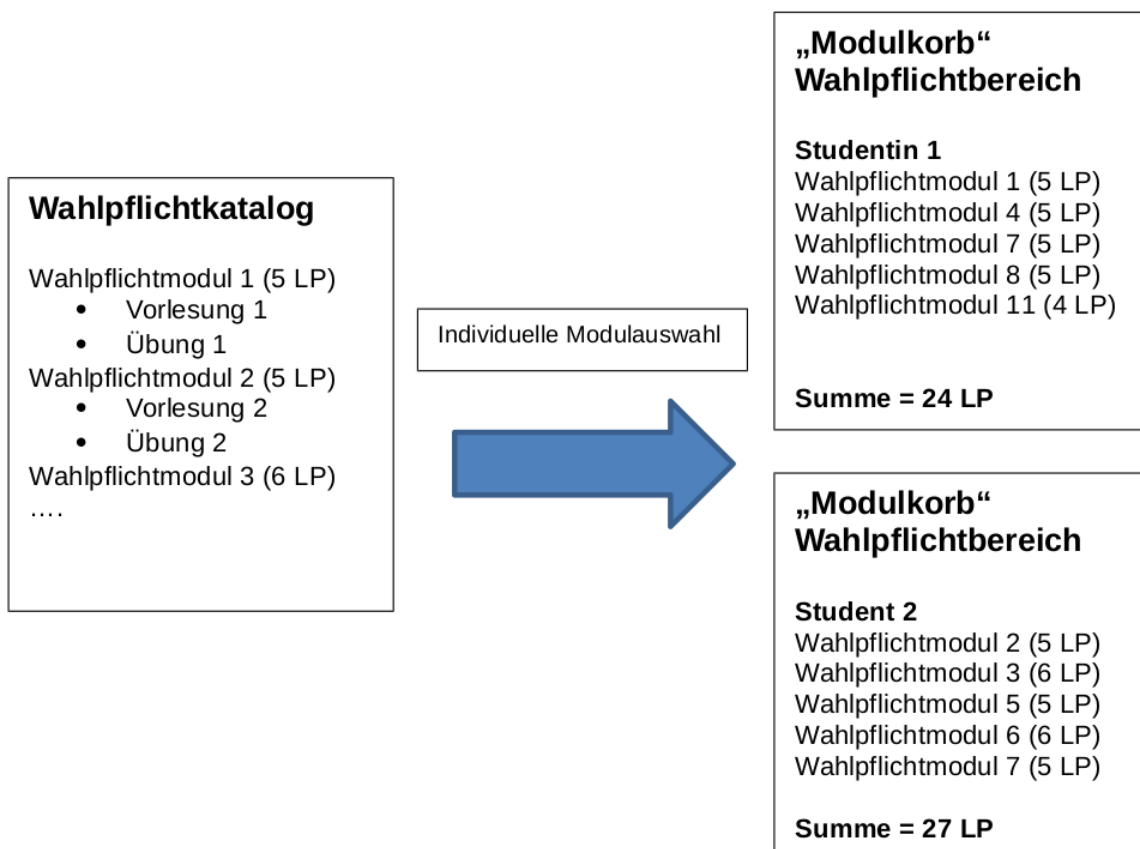 Wahlpflichtkatalog
Wahlpflichtmodul 1 (5 LP)
• Vorlesung 1
• Übung 1
Wahlpflichtmodul 2 (5 LP)
• Vorlesung 2
• Übung 2
Wahlpflichtmodul 3 (6 LP)
....
Individuelle Modulauswahl
„Modulkorb“
Wahlpflichtbereich
Studentin 1
Wahlpflichtmodul 1 (5 LP)
Wahlpflichtmodul 4 (5 LP)
Wahlpflichtmodul 7 (5 LP)
Wahlpflichtmodul 8 (5 LP)
Wahlpflichtmodul 11 (4 LP)
Summe = 24 LP
„Modulkorb“
Wahlpflichtbereich
Student 2
Wahlpflichtmodul 2 (5 LP)
Wahlpflichtmodul 3 (6 LP)
Wahlpflichtmodul 5 (5 LP)
Wahlpflichtmodul 6 (6 LP)
Wahlpflichtmodul 7 (5 LP)
Summe = 27 LP